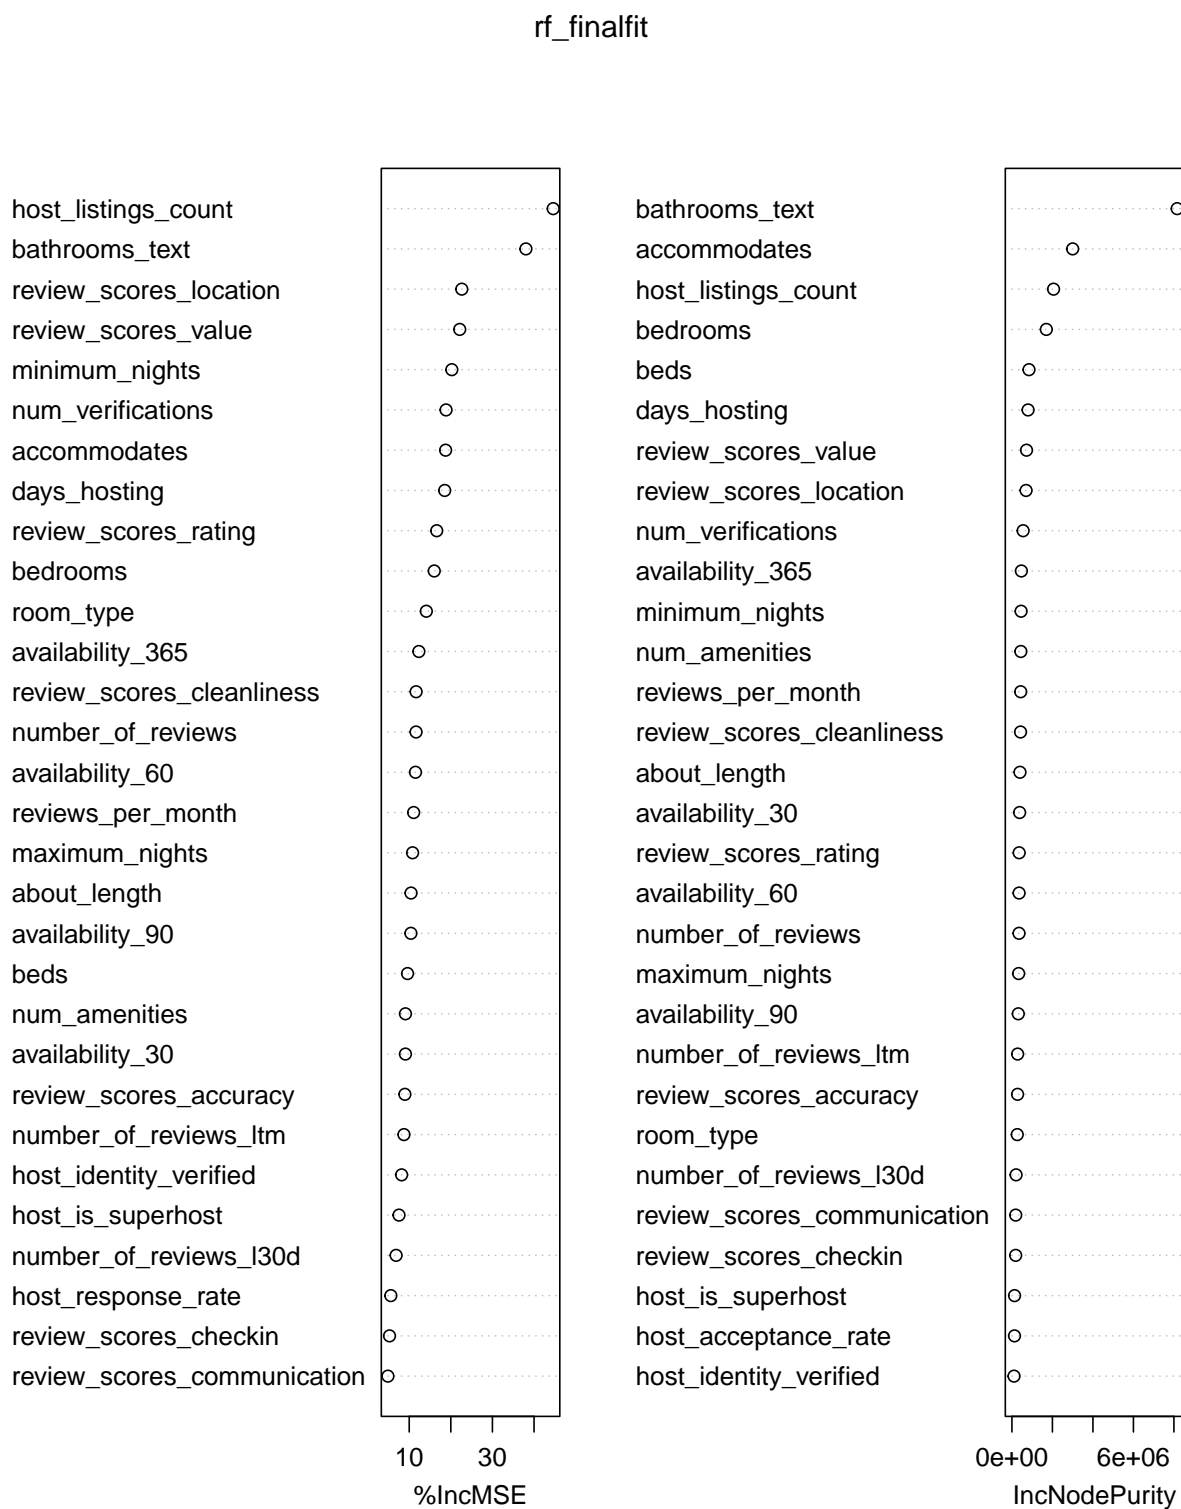 rf_finalfit
host_listings_count
bathrooms_text
review_scores_location
review_scores_value
minimum_nights
num_verifications
accommodates
days_hosting
review_scores_rating
bedrooms
room_type
availability_365
review_scores_cleanliness
number_of_reviews
availability_60
reviews_per_month
maximum_nights
about_length
availability_90
beds
num_amenities
availability_30
review_scores_accuracy
number_of_reviews_ltm
host_identity_verified
host_is_superhost
number_of_reviews_l30d
host_response_rate
review_scores_checkin
review_scores_communication
10 30
%IncMSE
bathrooms_text
accommodates
host_listings_count
bedrooms
beds
days_hosting
review_scores_value
review_scores_location
num_verifications
availability_365
minimum_nights
num_amenities
reviews_per_month
review_scores_cleanliness
about_length
availability_30
review_scores_rating
availability_60
number_of_reviews
maximum_nights
availability_90
number_of_reviews_ltm
review_scores_accuracy
room_type
number_of_reviews_l30d
review_scores_communication
review_scores_checkin
host_is_superhost
host_acceptance_rate
host_identity_verified
0e+00 6e+06
IncNodePurity